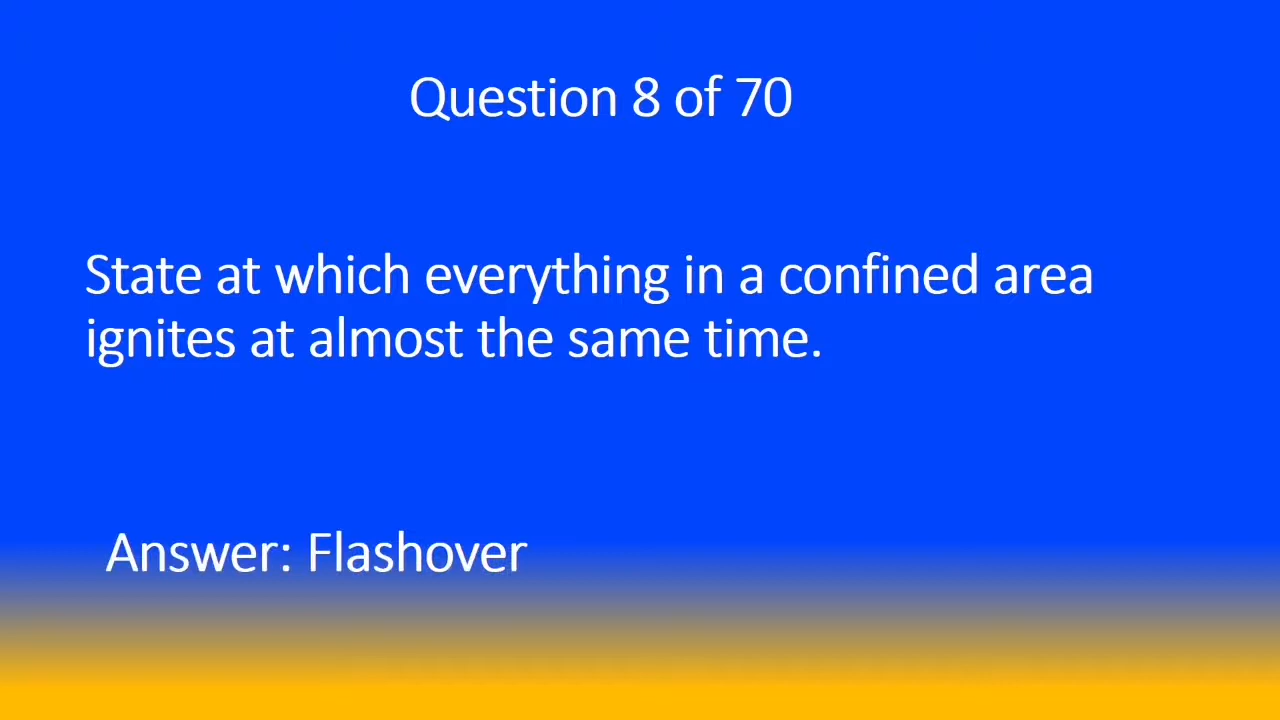 Question 8 of 70
State at which everything in a confined area
ignites at almost the same time.
Answer: Flashover